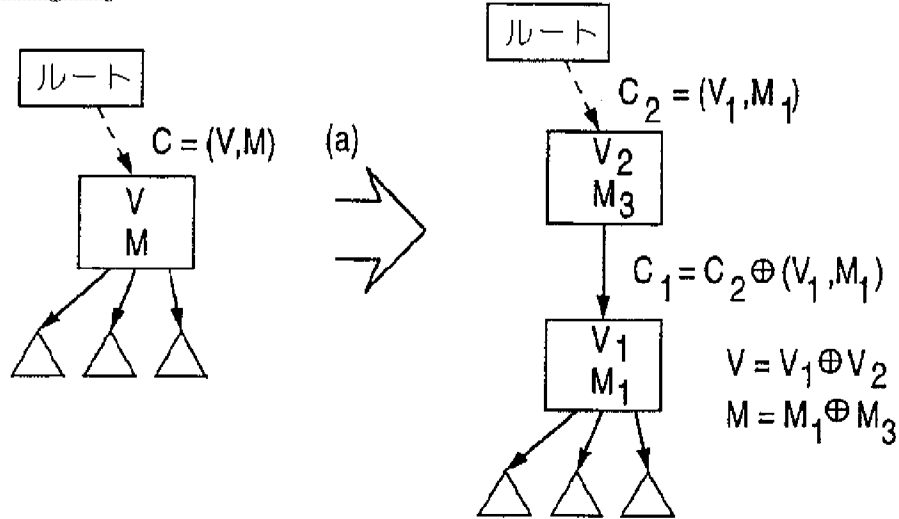 ルート
C = (V,M)
V
M
(a)
ルート
C₂ = (V₁,M₁)
V₂
M₃
C₁ = C₂ ⊕ (V₁,M₁)
V₁
M₁
V = V₁ ⊕ V₂
M = M₁ ⊕ M₃